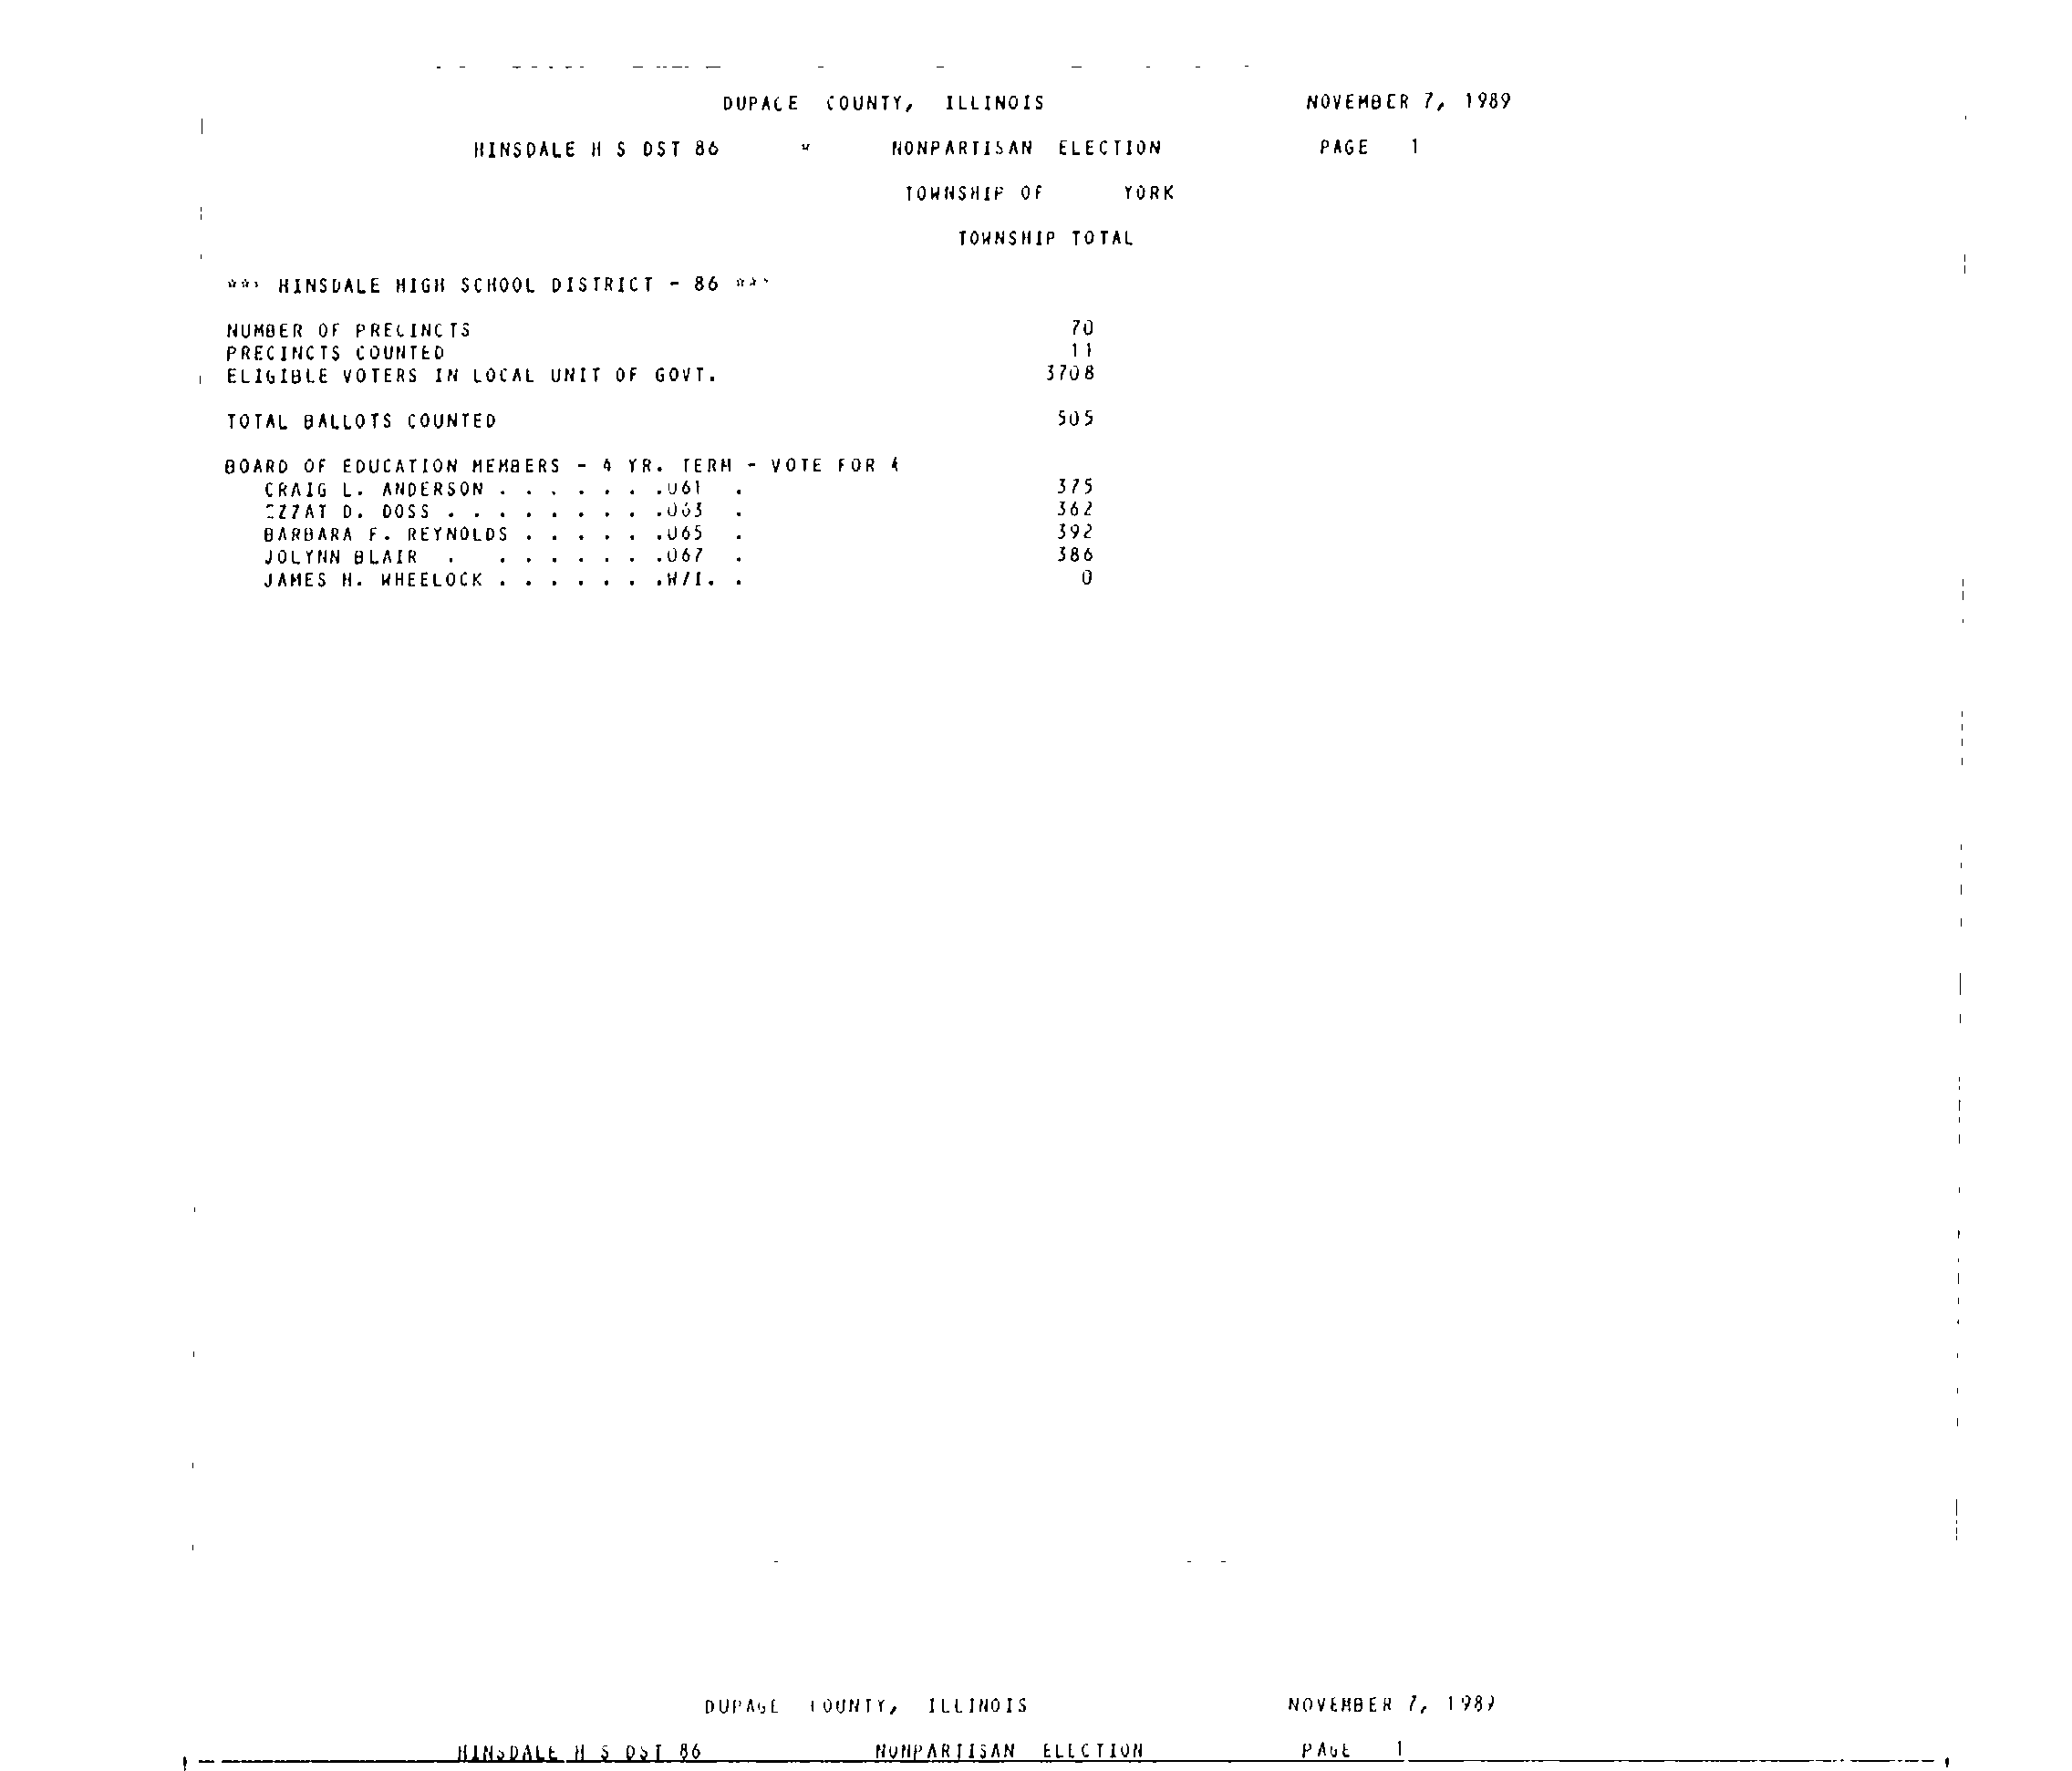 DUPAGE COUNTY, ILLINOIS NOVEMBER 7, 1989
HINSDALE H S DST 86 * NONPARTISAN ELECTION PAGE 1
TOWNSHIP OF YORK
TOWNSHIP TOTAL
*** HINSDALE HIGH SCHOOL DISTRICT - 86 ***
NUMBER OF PRECINCTS 70
PRECINCTS COUNTED 11
ELIGIBLE VOTERS IN LOCAL UNIT OF GOVT. 3708
TOTAL BALLOTS COUNTED 505
BOARD OF EDUCATION MEMBERS - 4 YR. TERM - VOTE FOR 4
CRAIG L. ANDERSON . . . . . . .061 . 375
IZZAT D. DOSS . . . . . . . . .063 . 362
BARBARA F. REYNOLDS . . . . . .065 . 392
JOLYNN BLAIR . . . . . . . .067 . 386
JAMES H. WHEELOCK . . . . . . .W/I. . 0
DUPAGE COUNTY, ILLINOIS NOVEMBER 7, 1989
HINSDALE H S DST 86 NONPARTISAN ELECTION PAGE 1